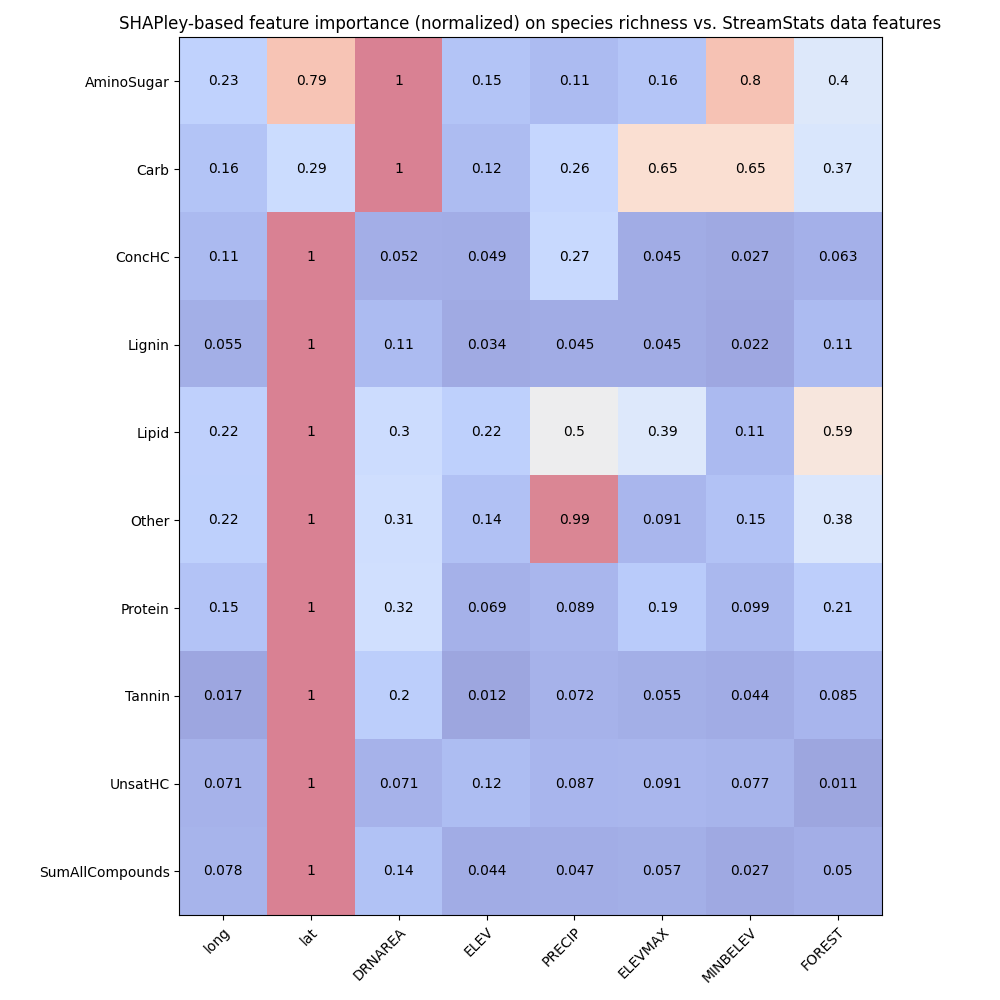 SHAPley-based feature importance (normalized) on species richness vs. StreamStats data features
AminoSugar 0.23 0.79 1 0.15 0.11 0.16 0.8 0.4
Carb 0.16 0.29 1 0.12 0.26 0.65 0.65 0.37
ConcHC 0.11 1 0.052 0.049 0.27 0.045 0.027 0.063
Lignin 0.055 1 0.11 0.034 0.045 0.045 0.022 0.11
Lipid 0.22 1 0.3 0.22 0.5 0.39 0.11 0.59
Other 0.22 1 0.31 0.14 0.99 0.091 0.15 0.38
Protein 0.15 1 0.32 0.069 0.089 0.19 0.099 0.21
Tannin 0.017 1 0.2 0.012 0.072 0.055 0.044 0.085
UnsatHC 0.071 1 0.071 0.12 0.087 0.091 0.077 0.011
SumAllCompounds 0.078 1 0.14 0.044 0.047 0.057 0.027 0.05
long lat DRNAREA ELEV PRECIP ELEVMAX MINBELEV FOREST